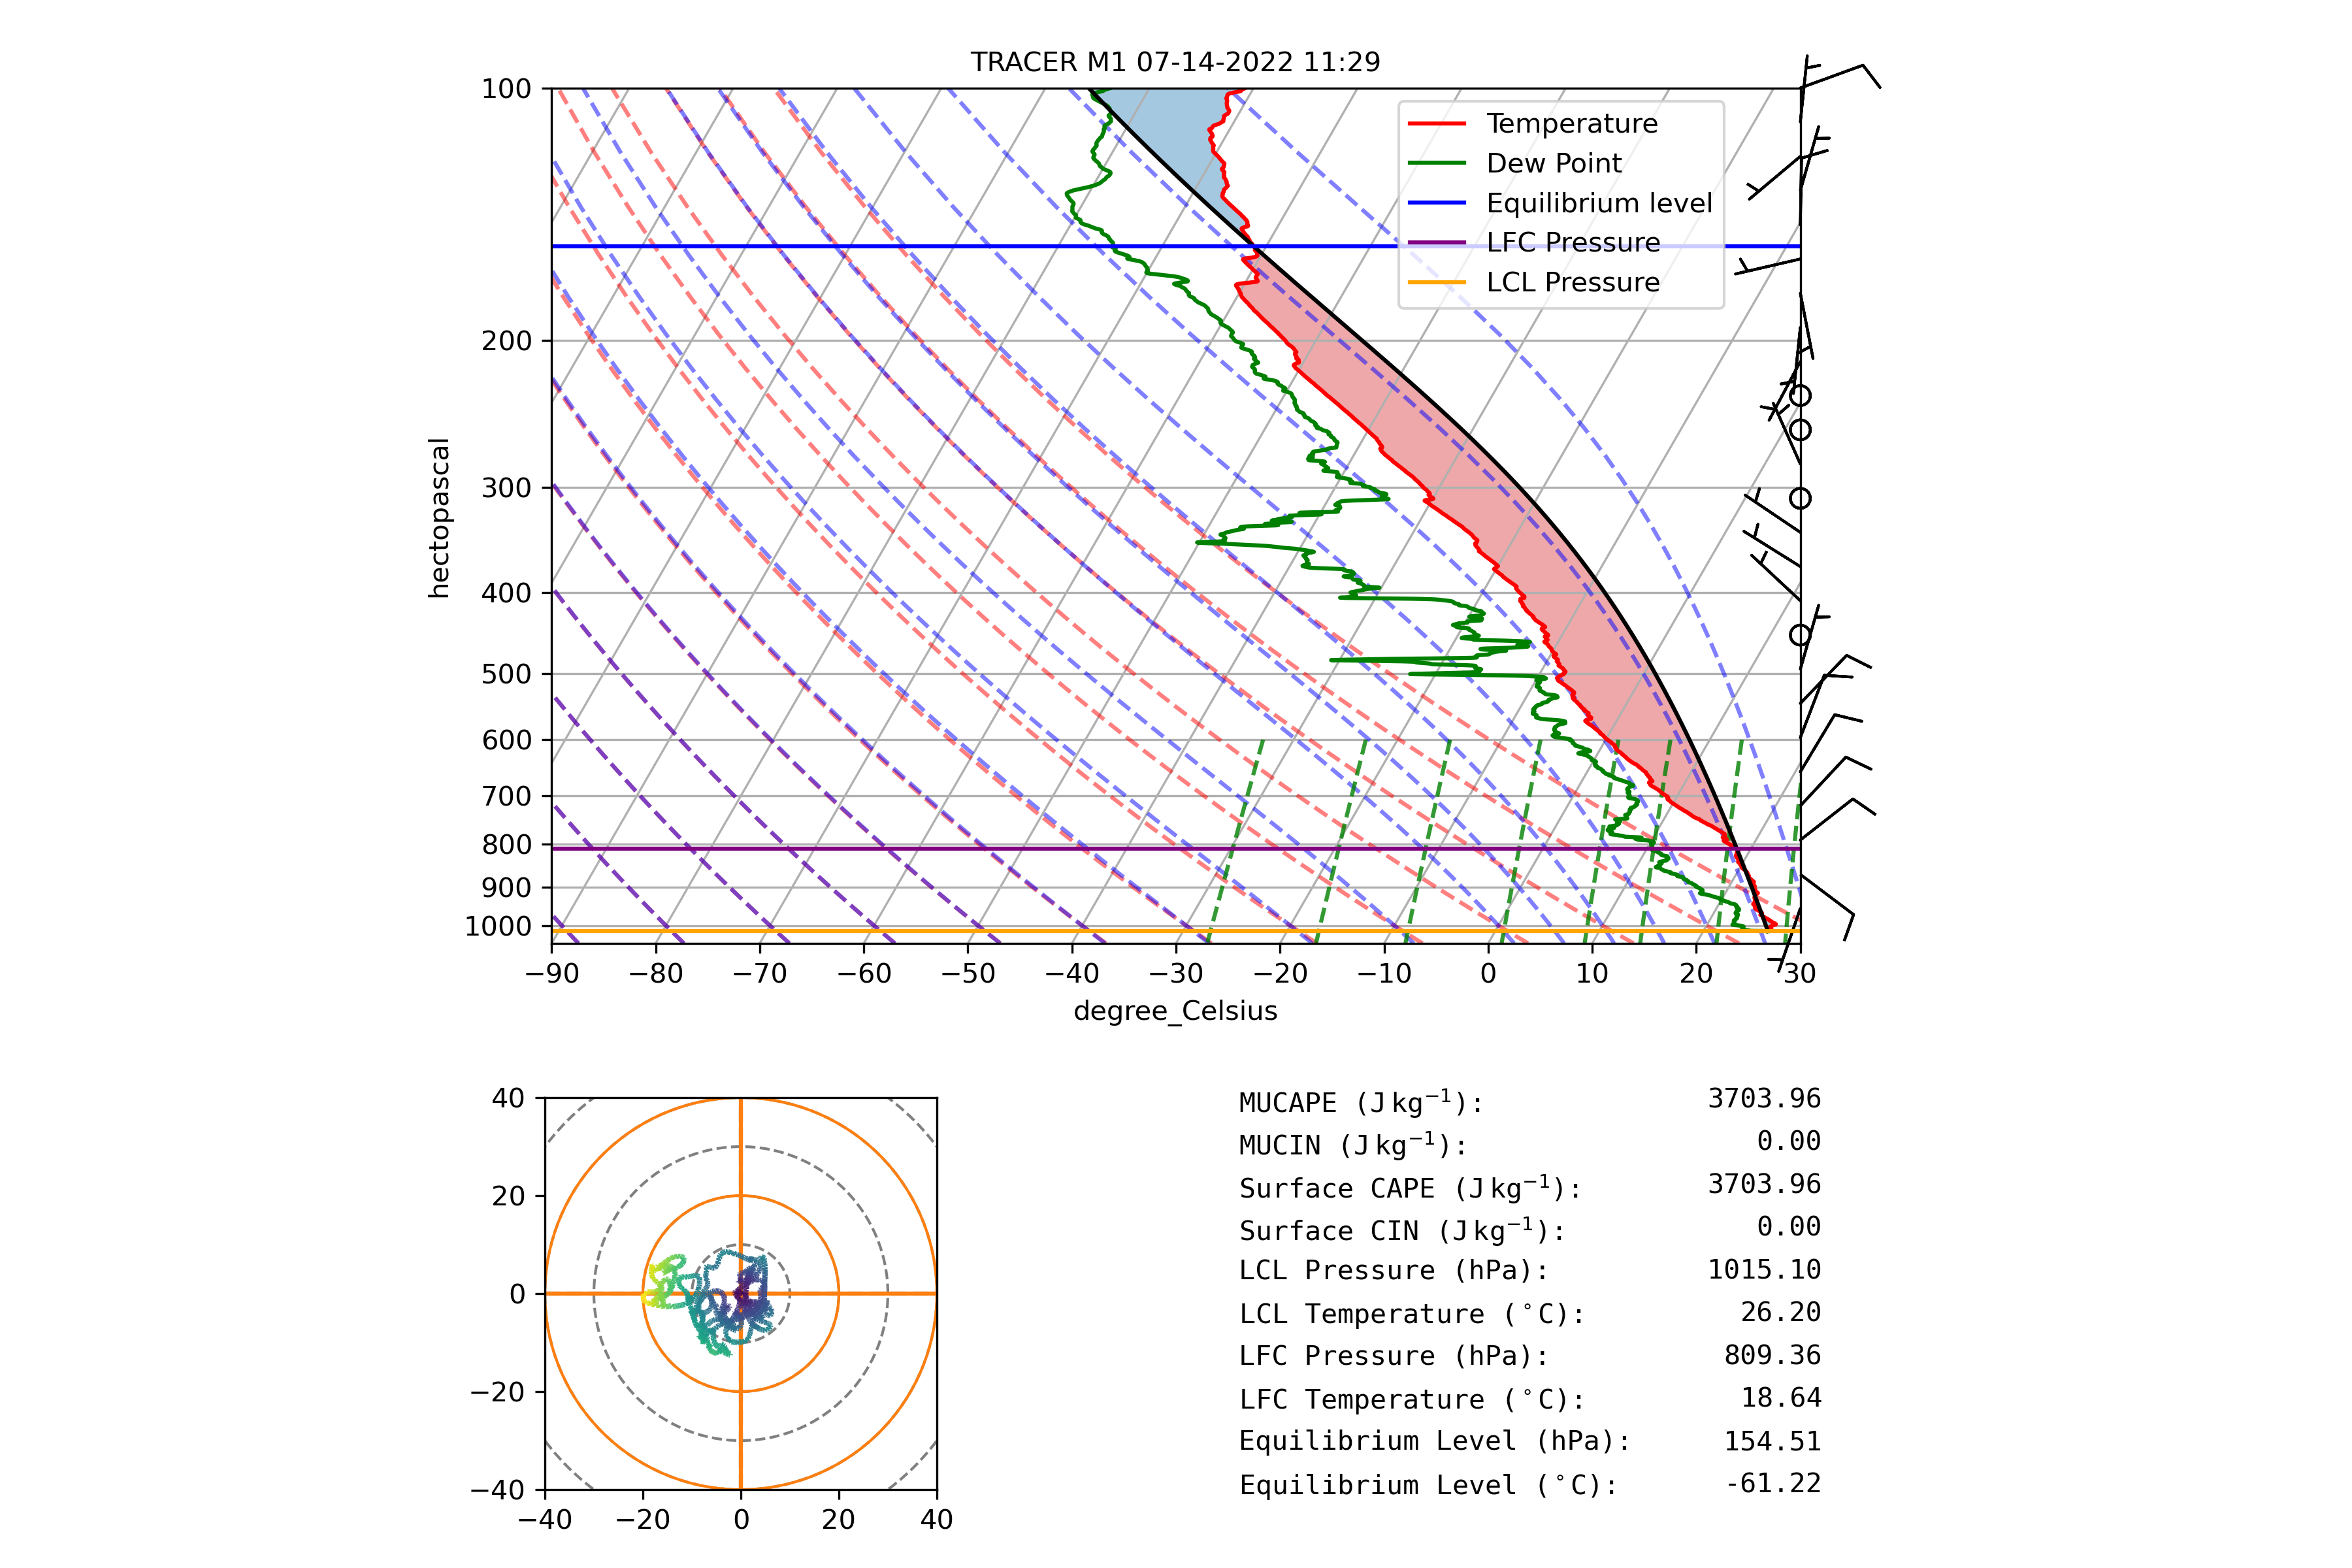 TRACER M1 07-14-2022 11:29
100
200
300
400
500
600
700
800
900
1000
hectopascal
Temperature
Dew Point
Equilibrium level
LFC Pressure
LCL Pressure
−90 −80 −70 −60 −50 −40 −30 −20 −10 0 10 20 30
degree_Celsius
40
20
0
−20
−40
−40 −20 0 20 40
MUCAPE (J kg⁻¹): 3703.96
MUCIN (J kg⁻¹): 0.00
Surface CAPE (J kg⁻¹): 3703.96
Surface CIN (J kg⁻¹): 0.00
LCL Pressure (hPa): 1015.10
LCL Temperature (°C): 26.20
LFC Pressure (hPa): 809.36
LFC Temperature (°C): 18.64
Equilibrium Level (hPa): 154.51
Equilibrium Level (°C): -61.22